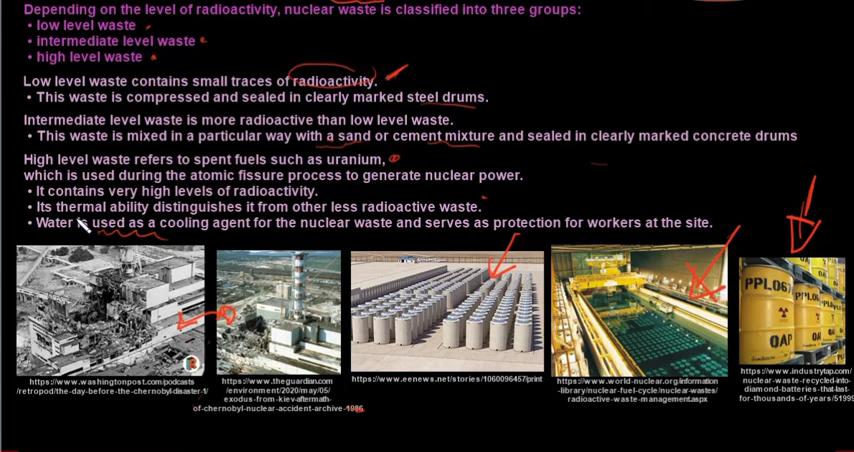 Depending on the level of radioactivity, nuclear waste is classified into three groups:
• low level waste
• intermediate level waste
• high level waste
Low level waste contains small traces of radioactivity.
• This waste is compressed and sealed in clearly marked steel drums.
Intermediate level waste is more radioactive than low level waste.
• This waste is mixed in a particular way with a sand or cement mixture and sealed in clearly marked concrete drums
High level waste refers to spent fuels such as uranium,
which is used during the atomic fissure process to generate nuclear power.
• It contains very high levels of radioactivity.
• Its thermal ability distinguishes it from other less radioactive waste.
• Water is used as a cooling agent for the nuclear waste and serves as protection for workers at the site.
PPL067
OAP
OAP
https://www.washingtonpost.com/podcasts
/retropod/the-day-before-the-chernobyl-disaster-1/
https://www.theguardian.com
/environment/2020/may/05/
exodus-from-kiev-aftermath-
of-chernobyl-nuclear-accident-archive-1986
https://www.eenews.net/stories/1060096457/print
https://www.world-nuclear.org/information
-library/nuclear-fuel-cycle/nuclear-wastes/
radioactive-waste-management.aspx
https://www.industrytap.com/
nuclear-waste-recycled-into-
diamond-batteries-that-last-
for-thousands-of-years/51999